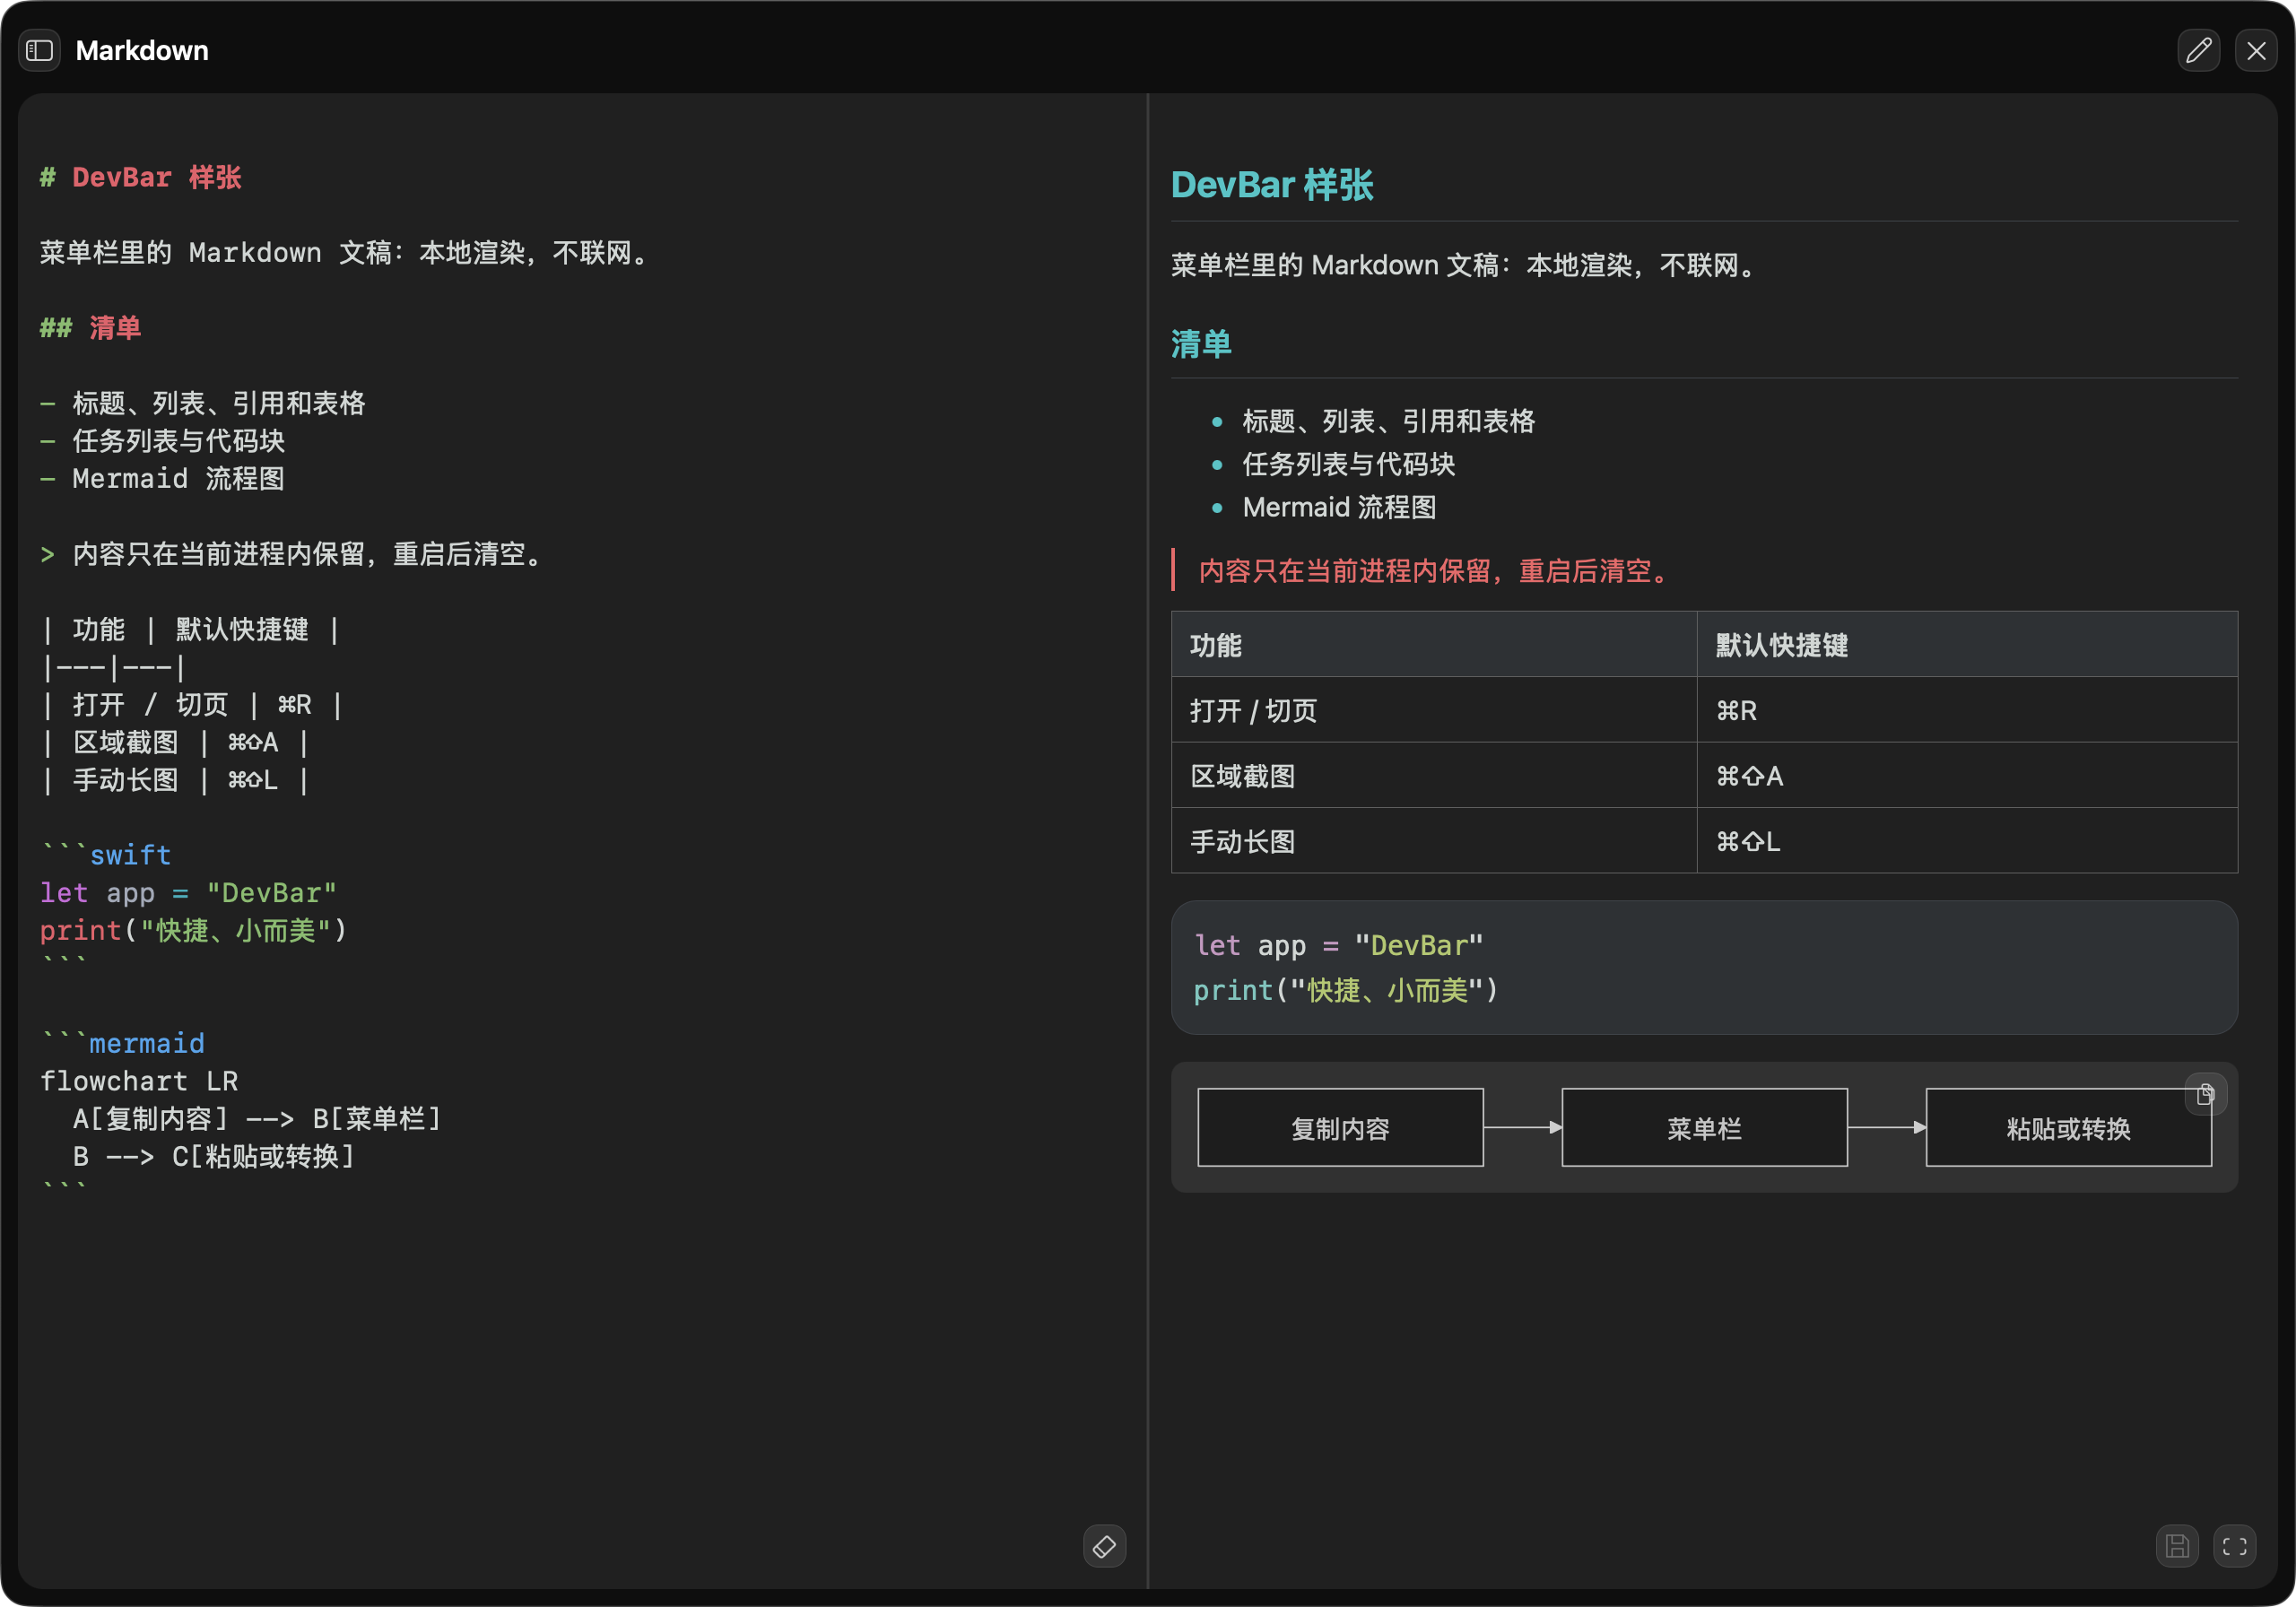 Markdown
# DevBar 样张
菜单栏里的 Markdown 文稿：本地渲染，不联网。
## 清单
- 标题、列表、引用和表格
- 任务列表与代码块
- Mermaid 流程图
> 内容只在当前进程内保留，重启后清空。
| 功能 | 默认快捷键 |
|---|---|
| 打开 / 切页 | ⌘R |
| 区域截图 | ⌘⇧A |
| 手动长图 | ⌘⇧L |
```swift
let app = "DevBar"
print("快捷、小而美")
```
```mermaid
flowchart LR
  A[复制内容] --> B[菜单栏]
  B --> C[粘贴或转换]
```
DevBar 样张
菜单栏里的 Markdown 文稿：本地渲染，不联网。
清单
• 标题、列表、引用和表格
• 任务列表与代码块
• Mermaid 流程图
内容只在当前进程内保留，重启后清空。
功能 默认快捷键
打开 / 切页 ⌘R
区域截图 ⌘⇧A
手动长图 ⌘⇧L
let app = "DevBar"
print("快捷、小而美")
复制内容 菜单栏 粘贴或转换